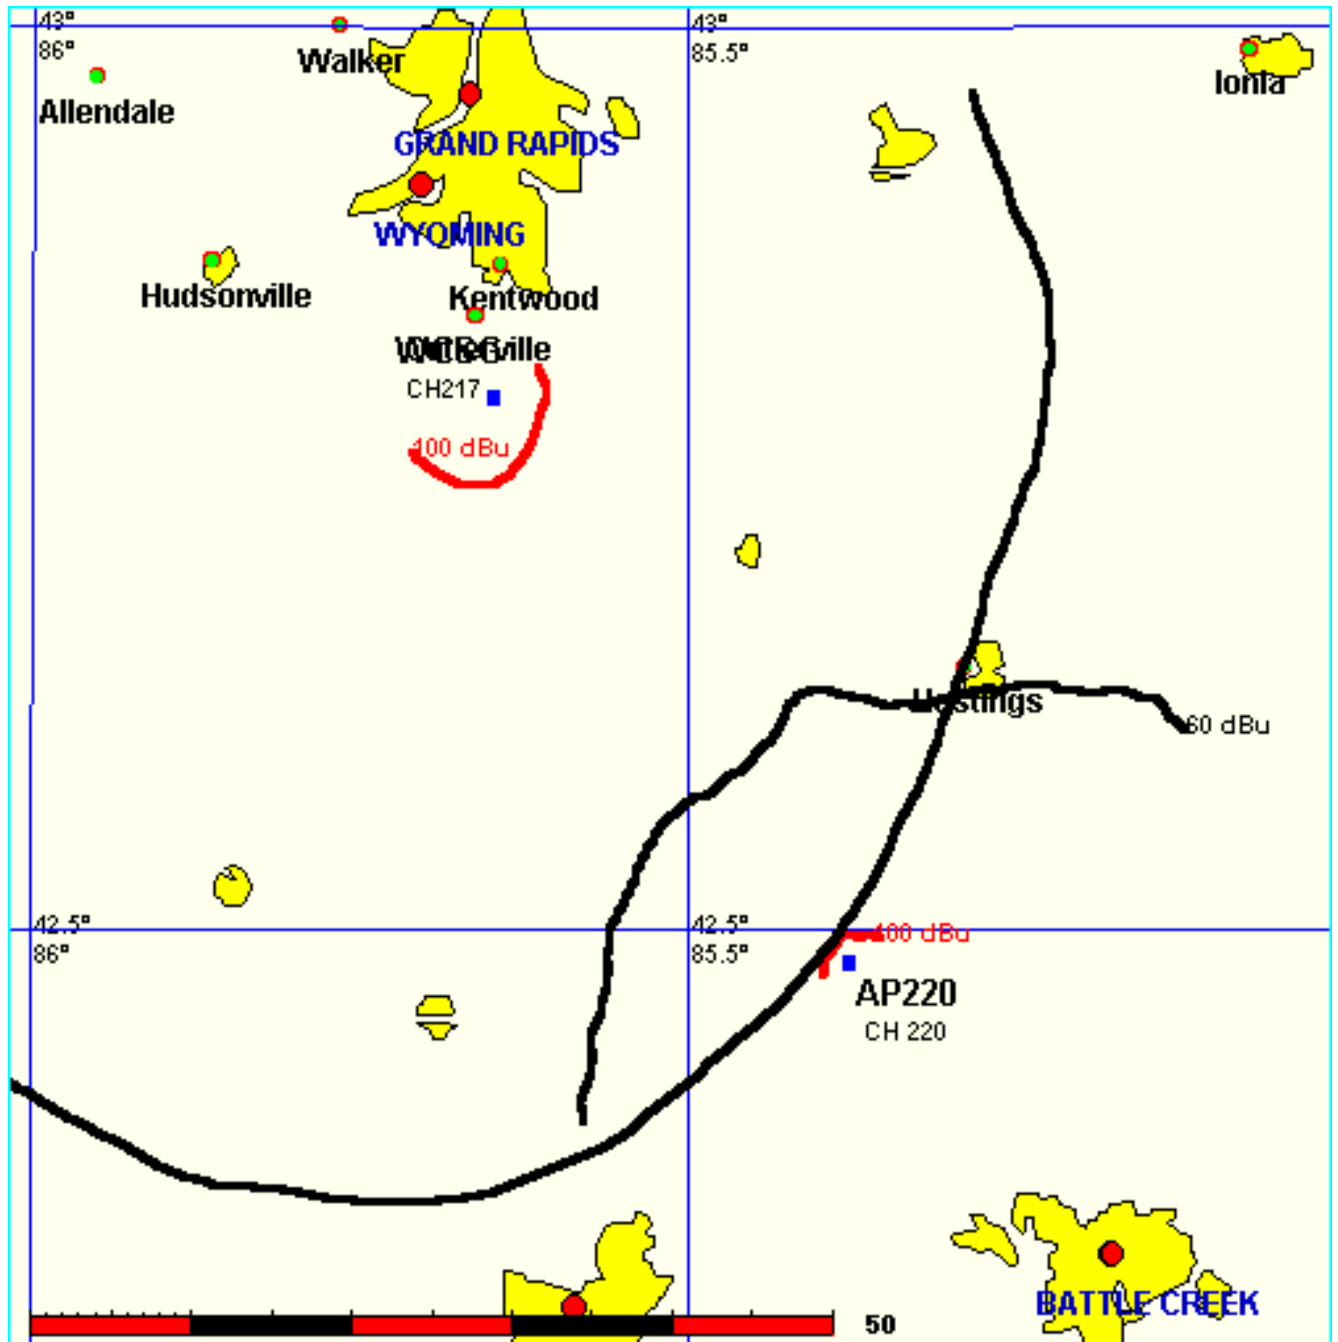 43°
43°
86°
85.5°
Walker
Ionia
Allendale
GRAND RAPIDS
WYOMING
Hudsonville
Kentwood
CH217
100 dBu
Hastings
60 dBu
42.5°
42.5°
100 dBu
86°
85.5°
AP220
CH 220
BATTLE CREEK
50